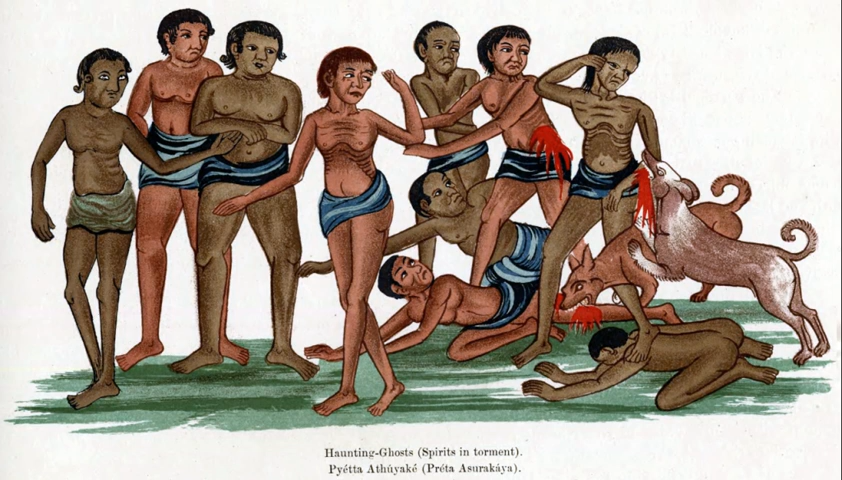 Haunting-Ghosts (Spirits in torment).
Pyétta Athúyaké (Préta Asurakáya).